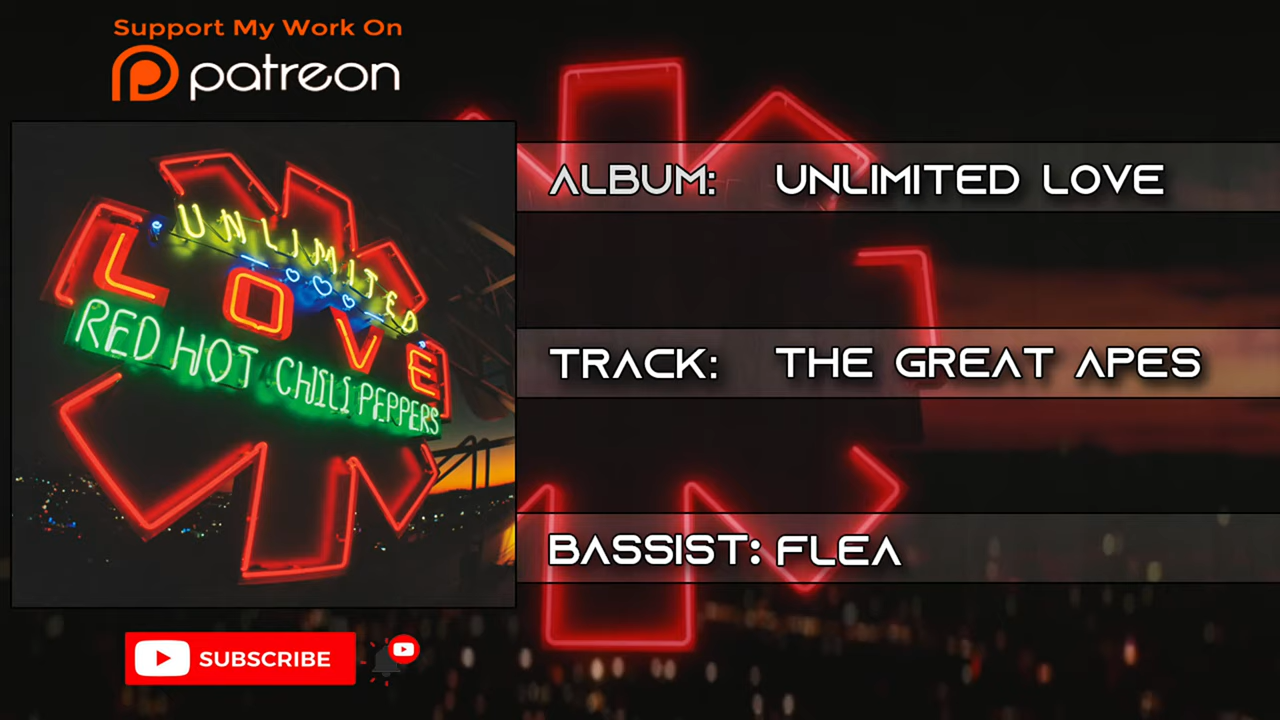 Support My Work On
patreon
UNLIMITED
LOVE
RED HOT CHILI PEPPERS
ALBUM: UNLIMITED LOVE
TRACK: THE GREAT APES
BASSIST: FLEA
SUBSCRIBE